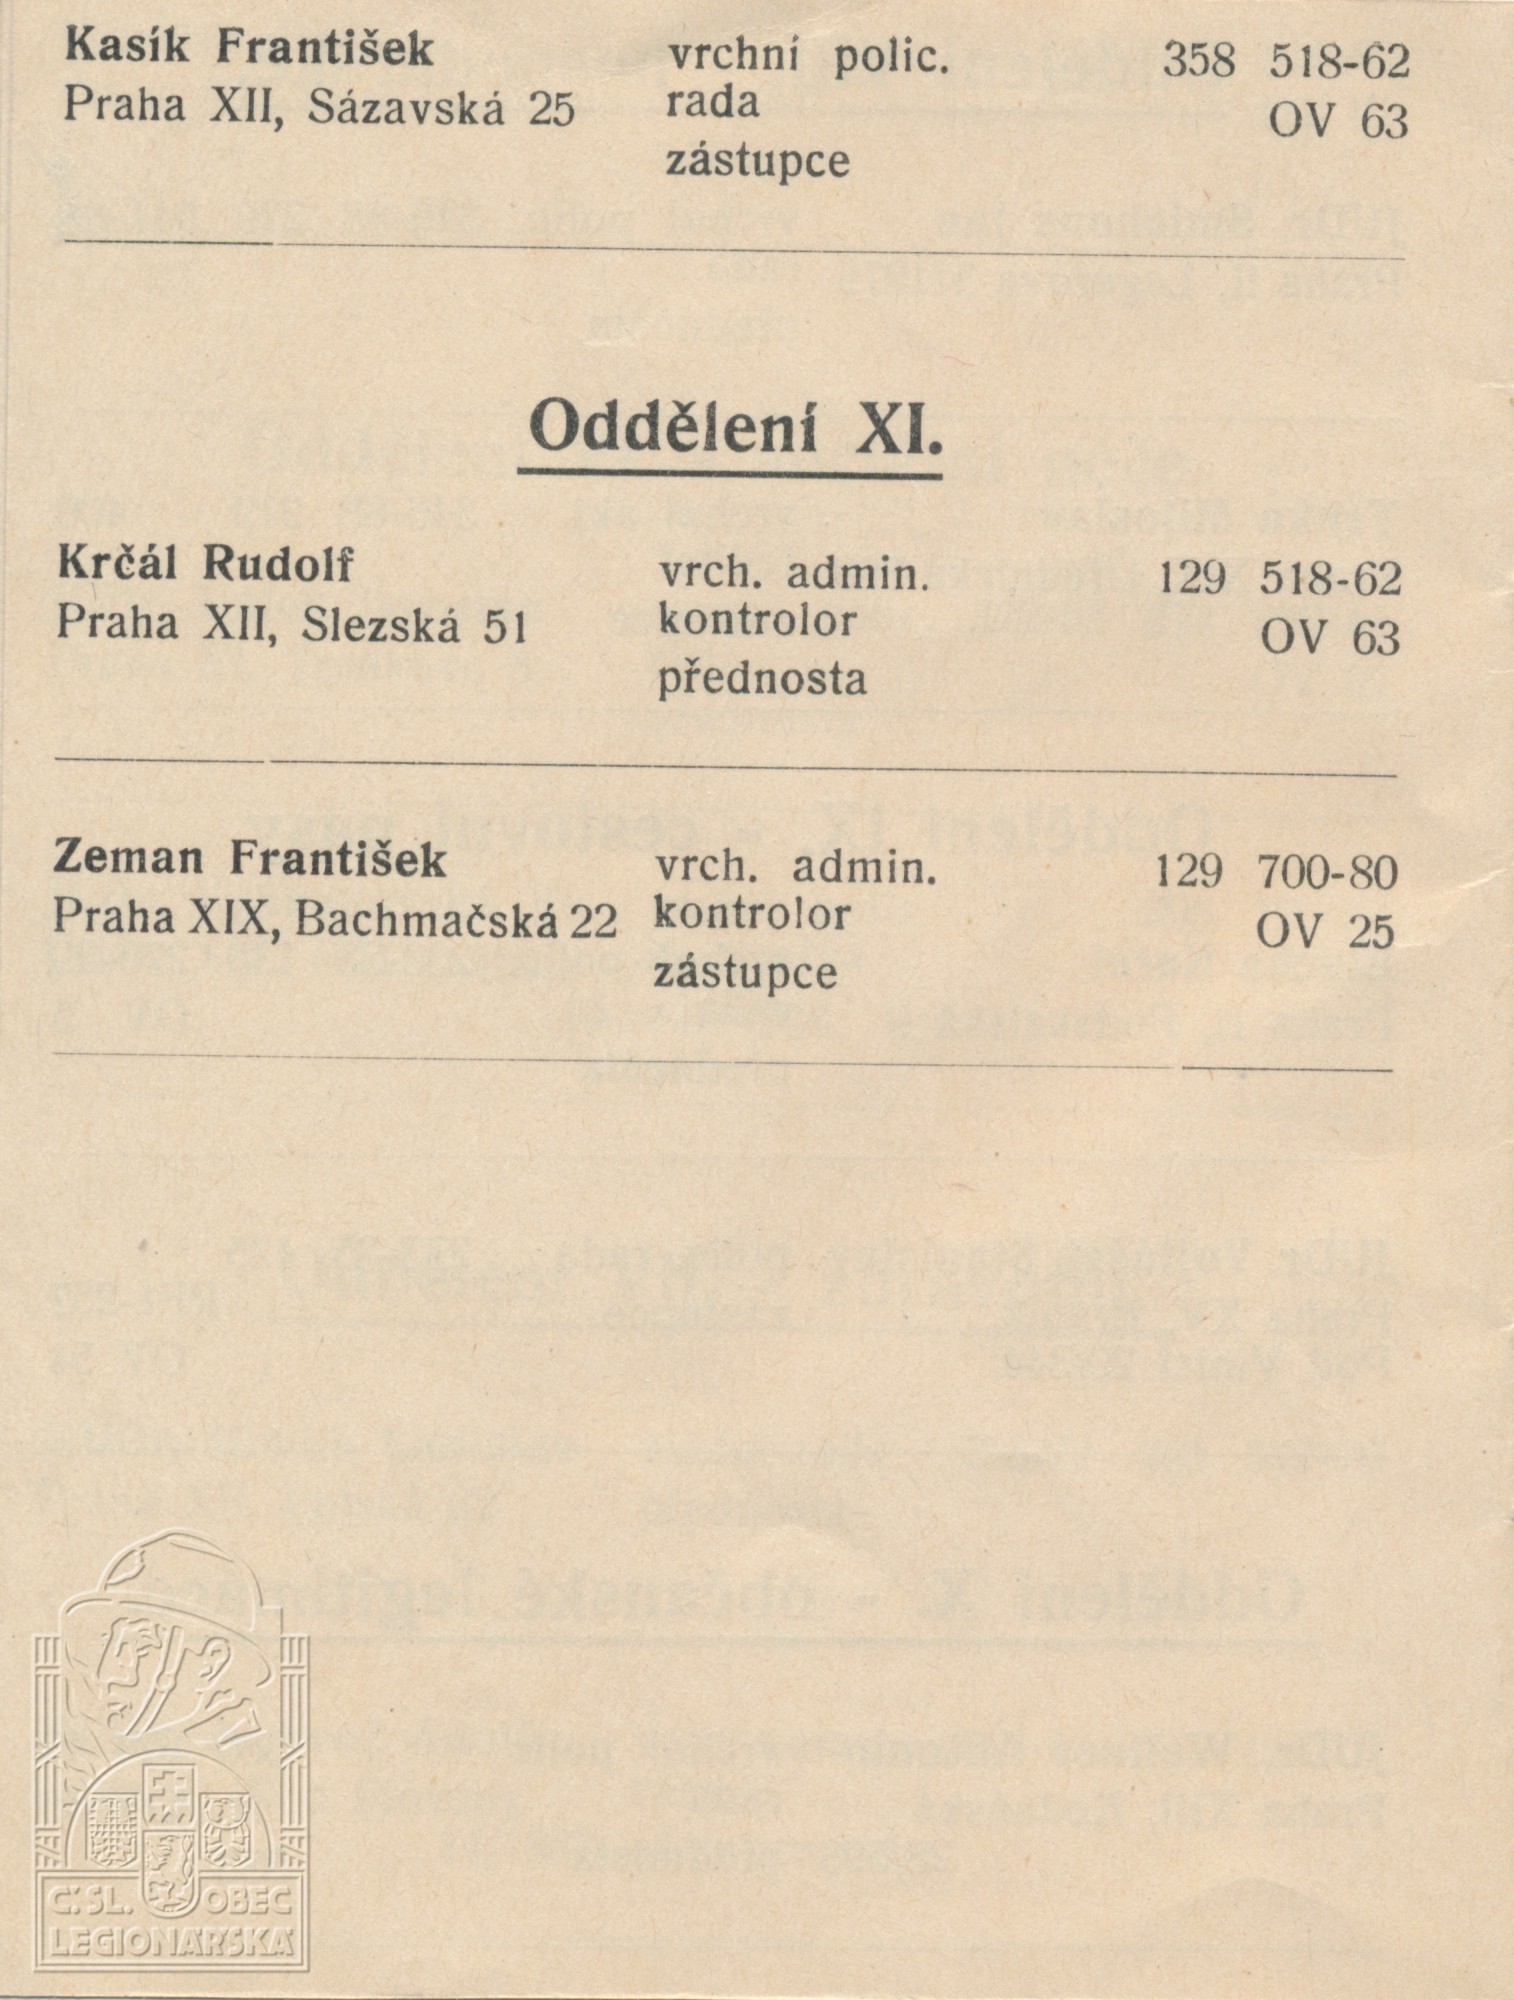 Kasík František vrchní polic. 358 518-62
Praha XII, Sázavská 25 rada OV 63
zástupce
Oddělení XI.
Krčál Rudolf vrch. admin. 129 518-62
Praha XII, Slezská 51 kontrolor OV 63
přednosta
Zeman František vrch. admin. 129 700-80
Praha XIX, Bachmačská 22 kontrolor OV 25
zástupce
Č.SL. OBEC
LEGIONÁŘSKÁ